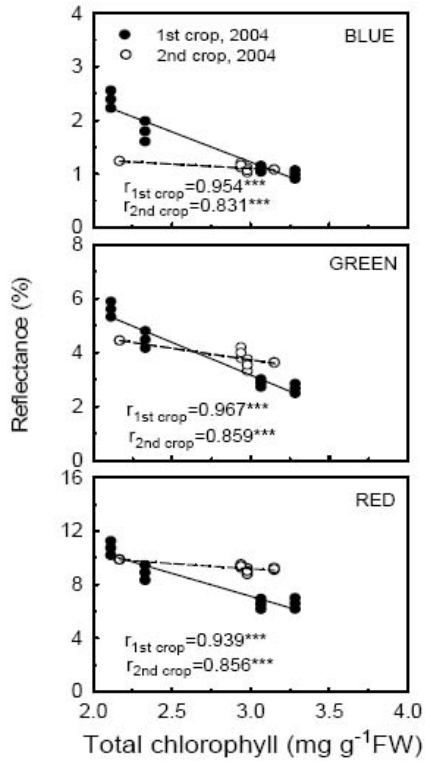 4
3
2
1
0
● 1st crop, 2004
○ 2nd crop, 2004
BLUE
r1st crop=0.954***
r2nd crop=0.831***
8
6
4
2
0
GREEN
r1st crop=0.967***
r2nd crop=0.859***
16
12
8
4
0
RED
r1st crop=0.939***
r2nd crop=0.856***
2.0 2.5 3.0 3.5 4.0
Reflectance (%)
Total chlorophyll (mg g-1FW)